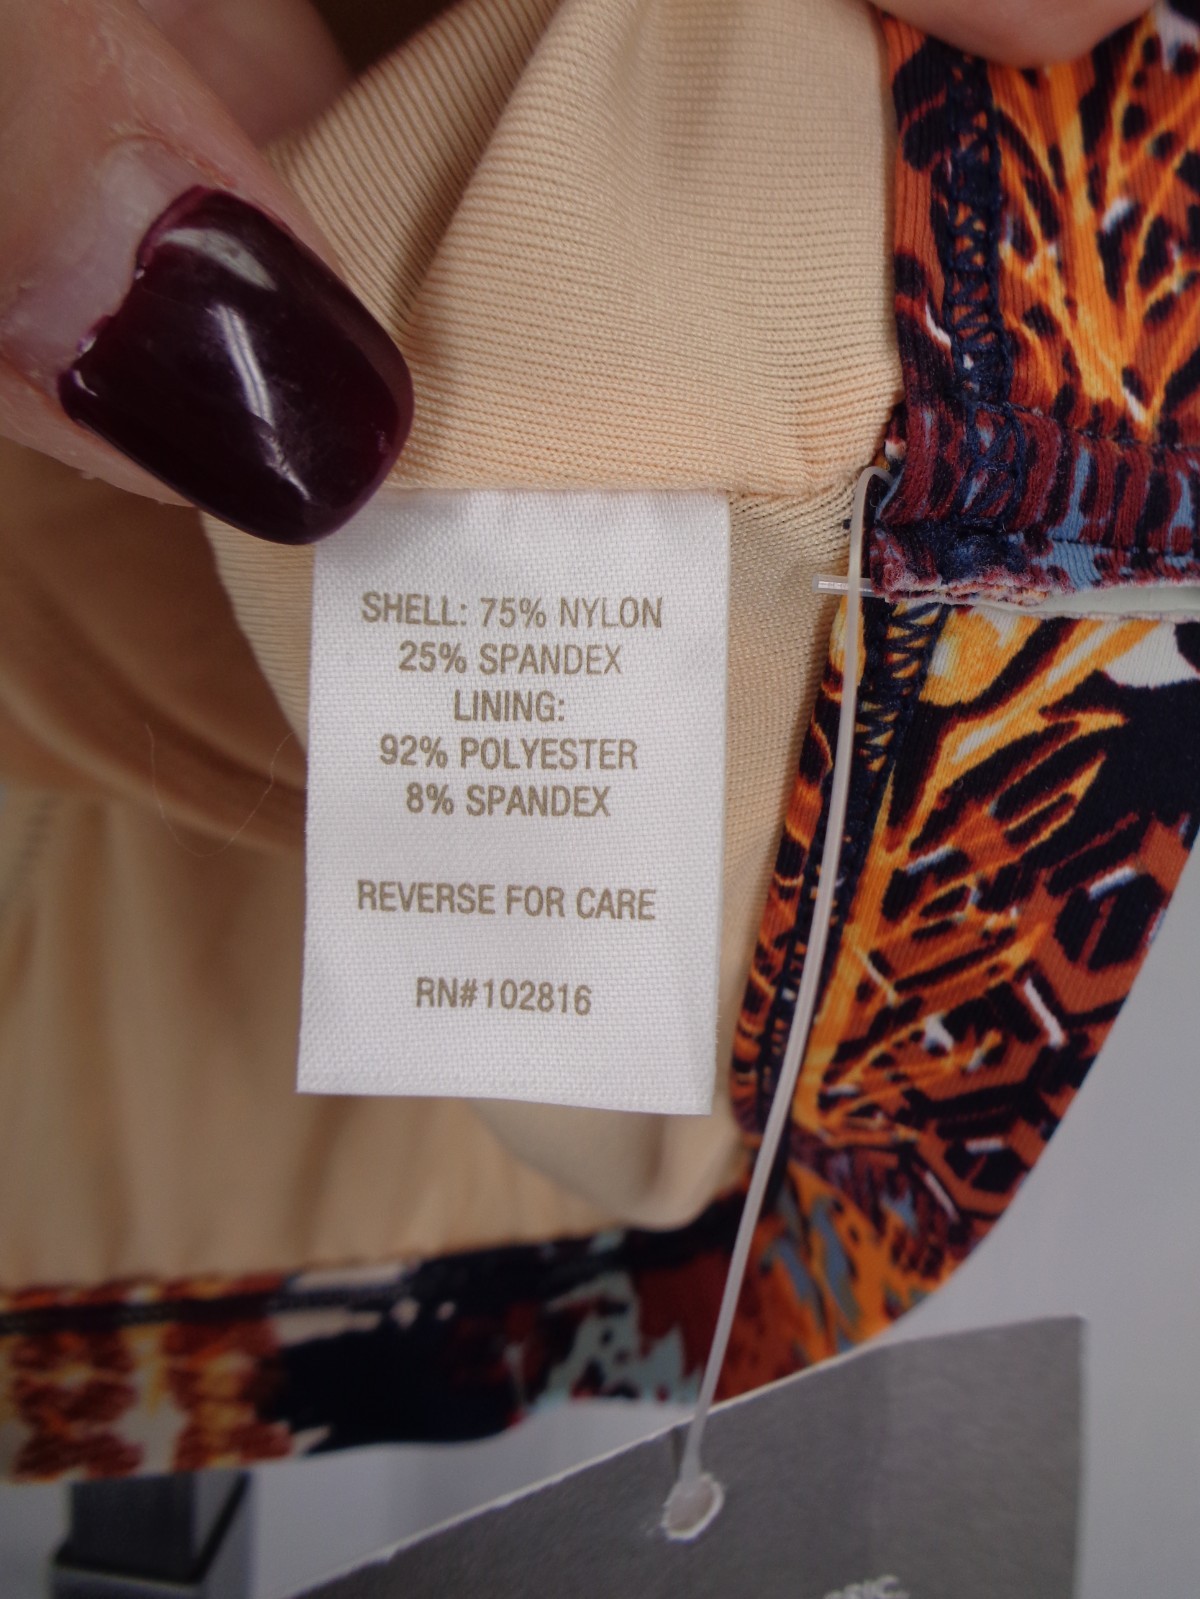 SHELL: 75% NYLON
25% SPANDEX
LINING:
92% POLYESTER
8% SPANDEX
REVERSE FOR CARE
RN#102816